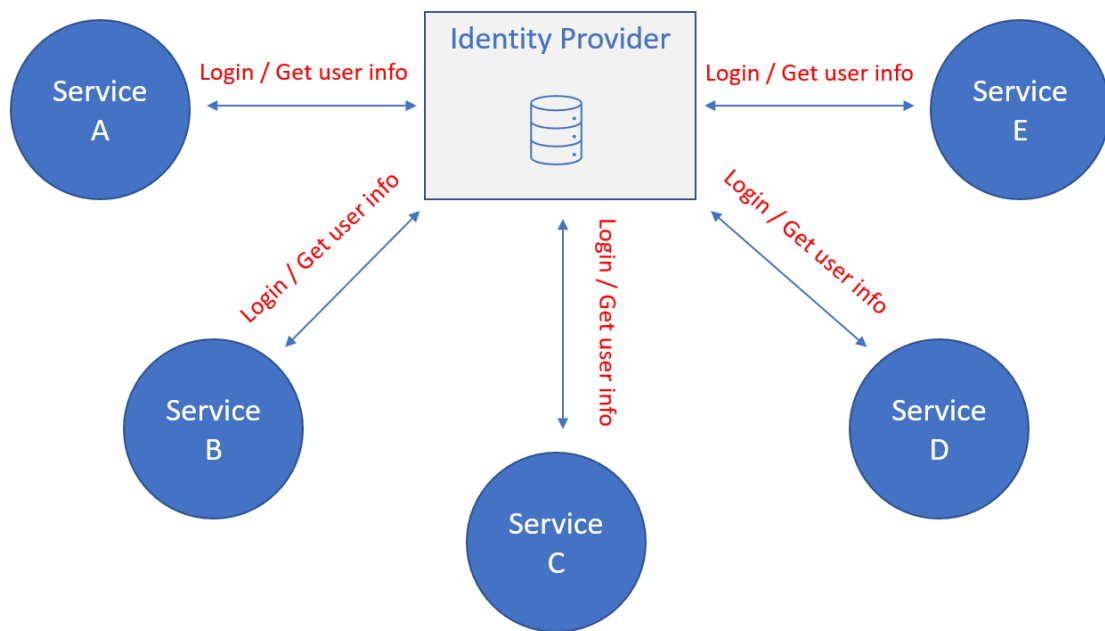 Identity Provider
Login / Get user info
Login / Get user info
Service
A
Service
E
Login / Get user info
Login / Get user info
Login / Get user info
Service
B
Service
D
Service
C